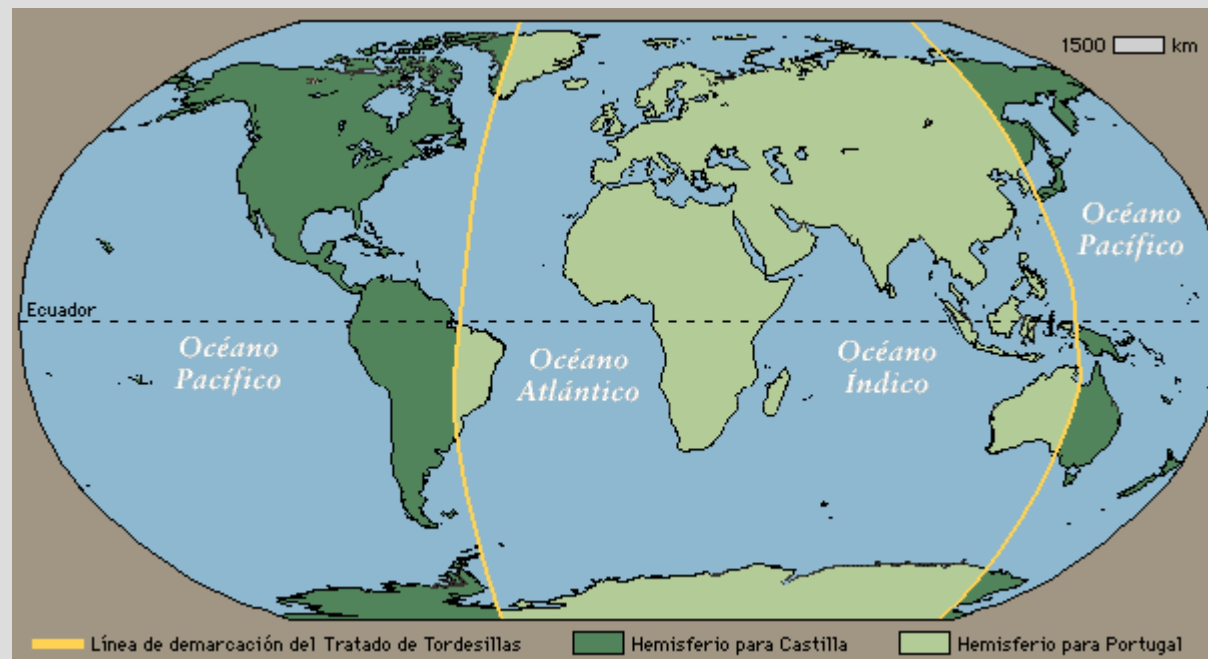 1500 km
Océano
Pacífico
Ecuador
Océano
Pacífico
Océano
Atlántico
Océano
Índico
Línea de demarcación del Tratado de Tordesillas
Hemisferio para Castilla
Hemisferio para Portugal